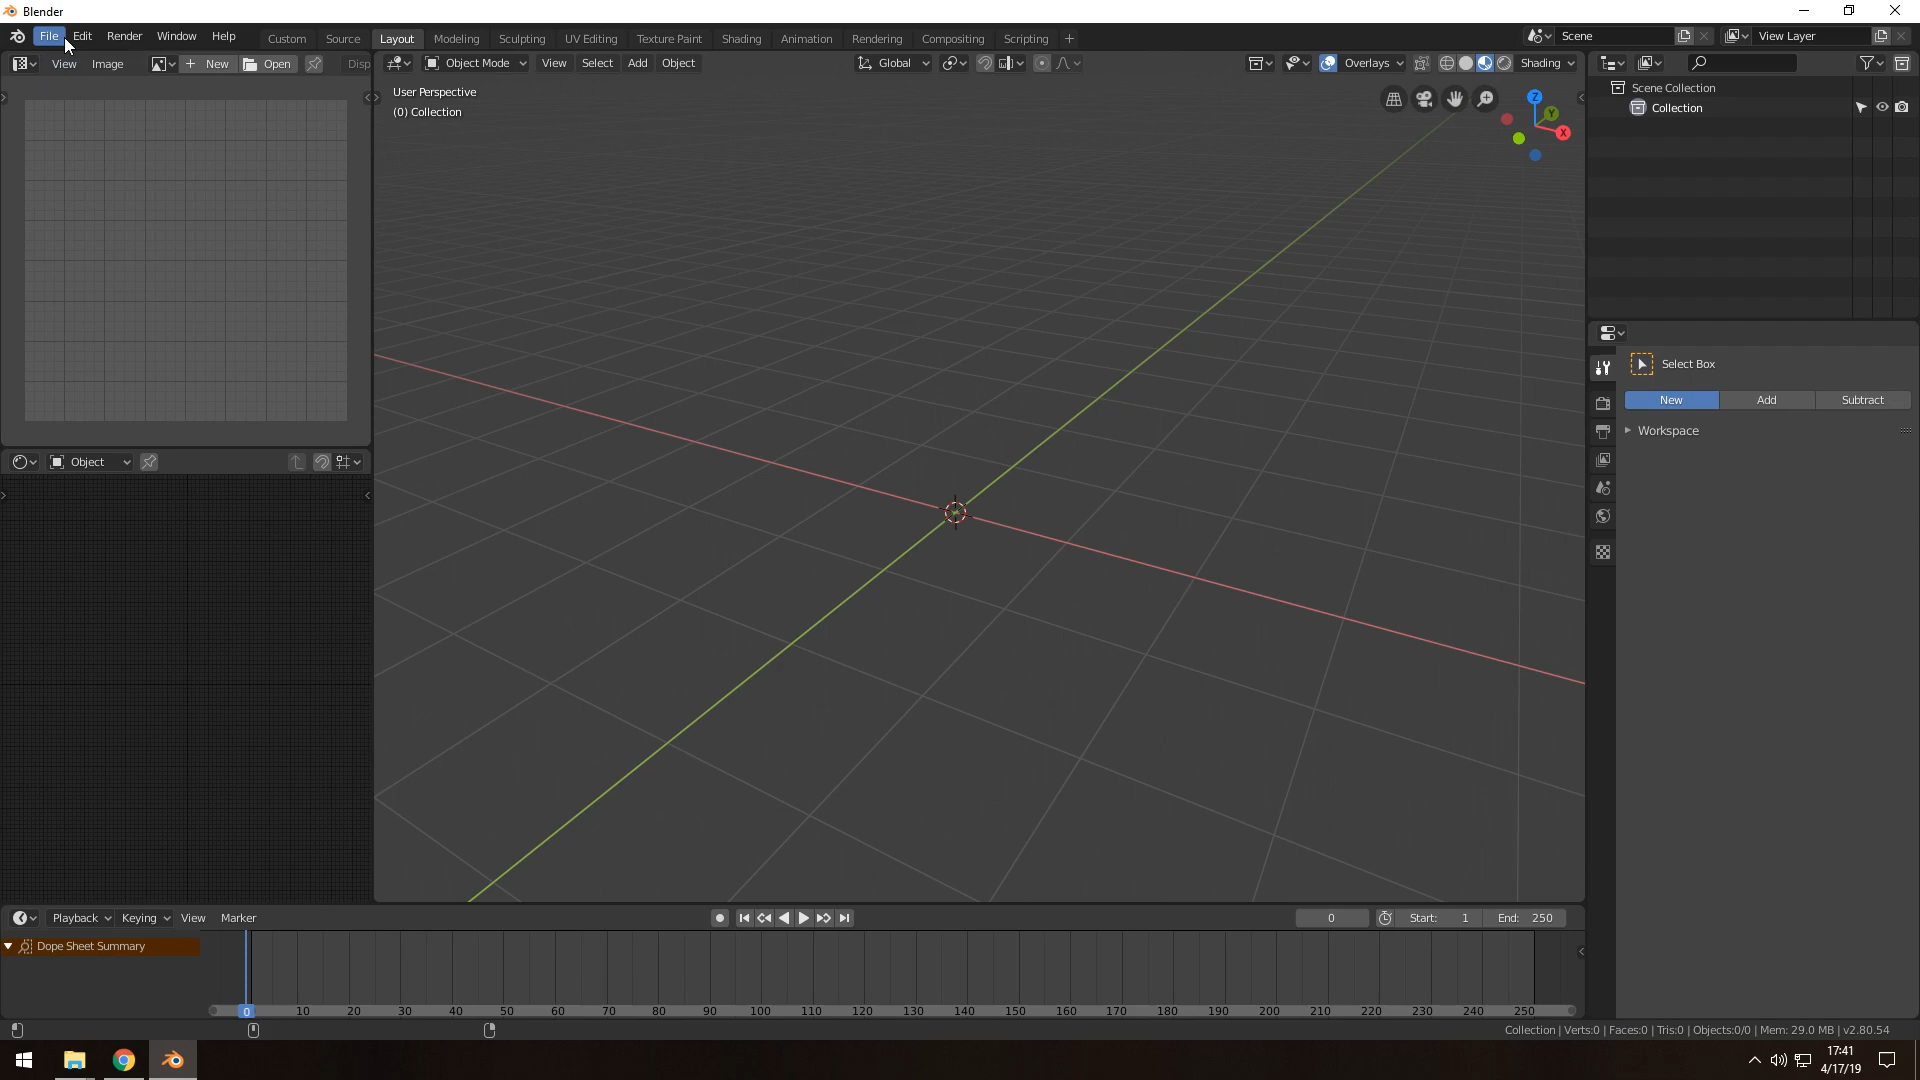 Blender
File Edit Render Window Help Custom Source Layout Modeling Sculpting UV Editing Texture Paint Shading Animation Rendering Compositing Scripting + Scene View Layer
View Image + New Open Disp Object Mode View Select Add Object Global Overlays Shading
User Perspective
(0) Collection
Z
Y
X
Scene Collection
Collection
Select Box
New Add Subtract
Workspace
Object
Playback Keying View Marker 0 Start: 1 End: 250
Dope Sheet Summary
0 10 20 30 40 50 60 70 80 90 100 110 120 130 140 150 160 170 180 190 200 210 220 230 240 250
Collection | Verts:0 | Faces:0 | Tris:0 | Objects:0/0 | Mem: 29.0 MB | v2.80.54
17:41
4/17/19